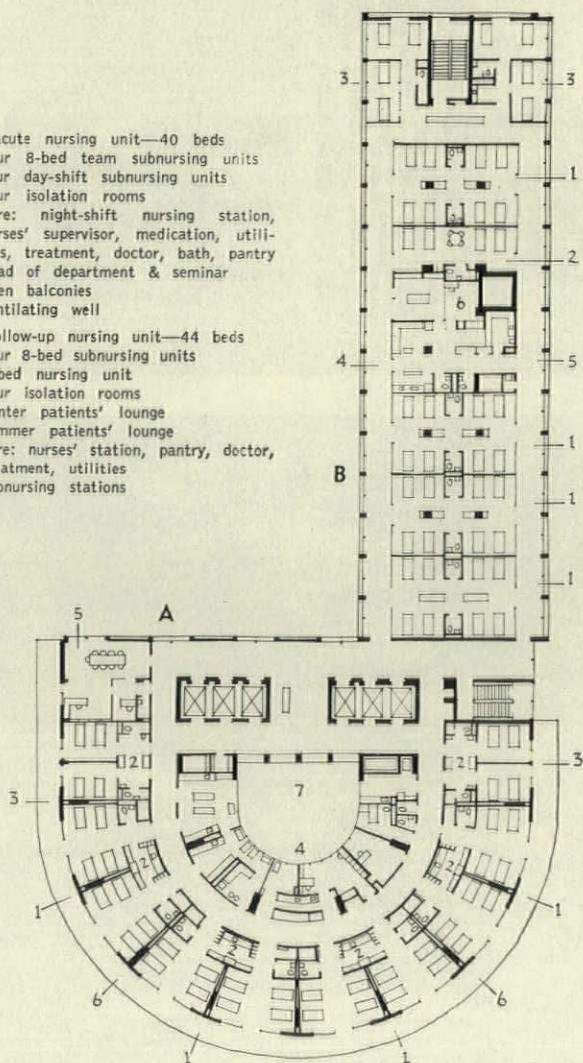 acute nursing unit—40 beds
ur 8-bed team subnursing units
ur day-shift subnursing units
ur isolation rooms
re: night-shift nursing station,
rses' supervisor, medication, utili-
s, treatment, doctor, bath, pantry
ad of department & seminar
en balconies
ntilating well
ollow-up nursing unit—44 beds
ur 8-bed subnursing units
bed nursing unit
ur isolation rooms
nter patients' lounge
mmer patients' lounge
re: nurses' station, pantry, doctor,
atment, utilities
bnursing stations
3 3
1
2
6
4 5
1
B
1
1
A
5
2 2
3 7 3
4
2 2
1 1
2 2
6 6
1 1